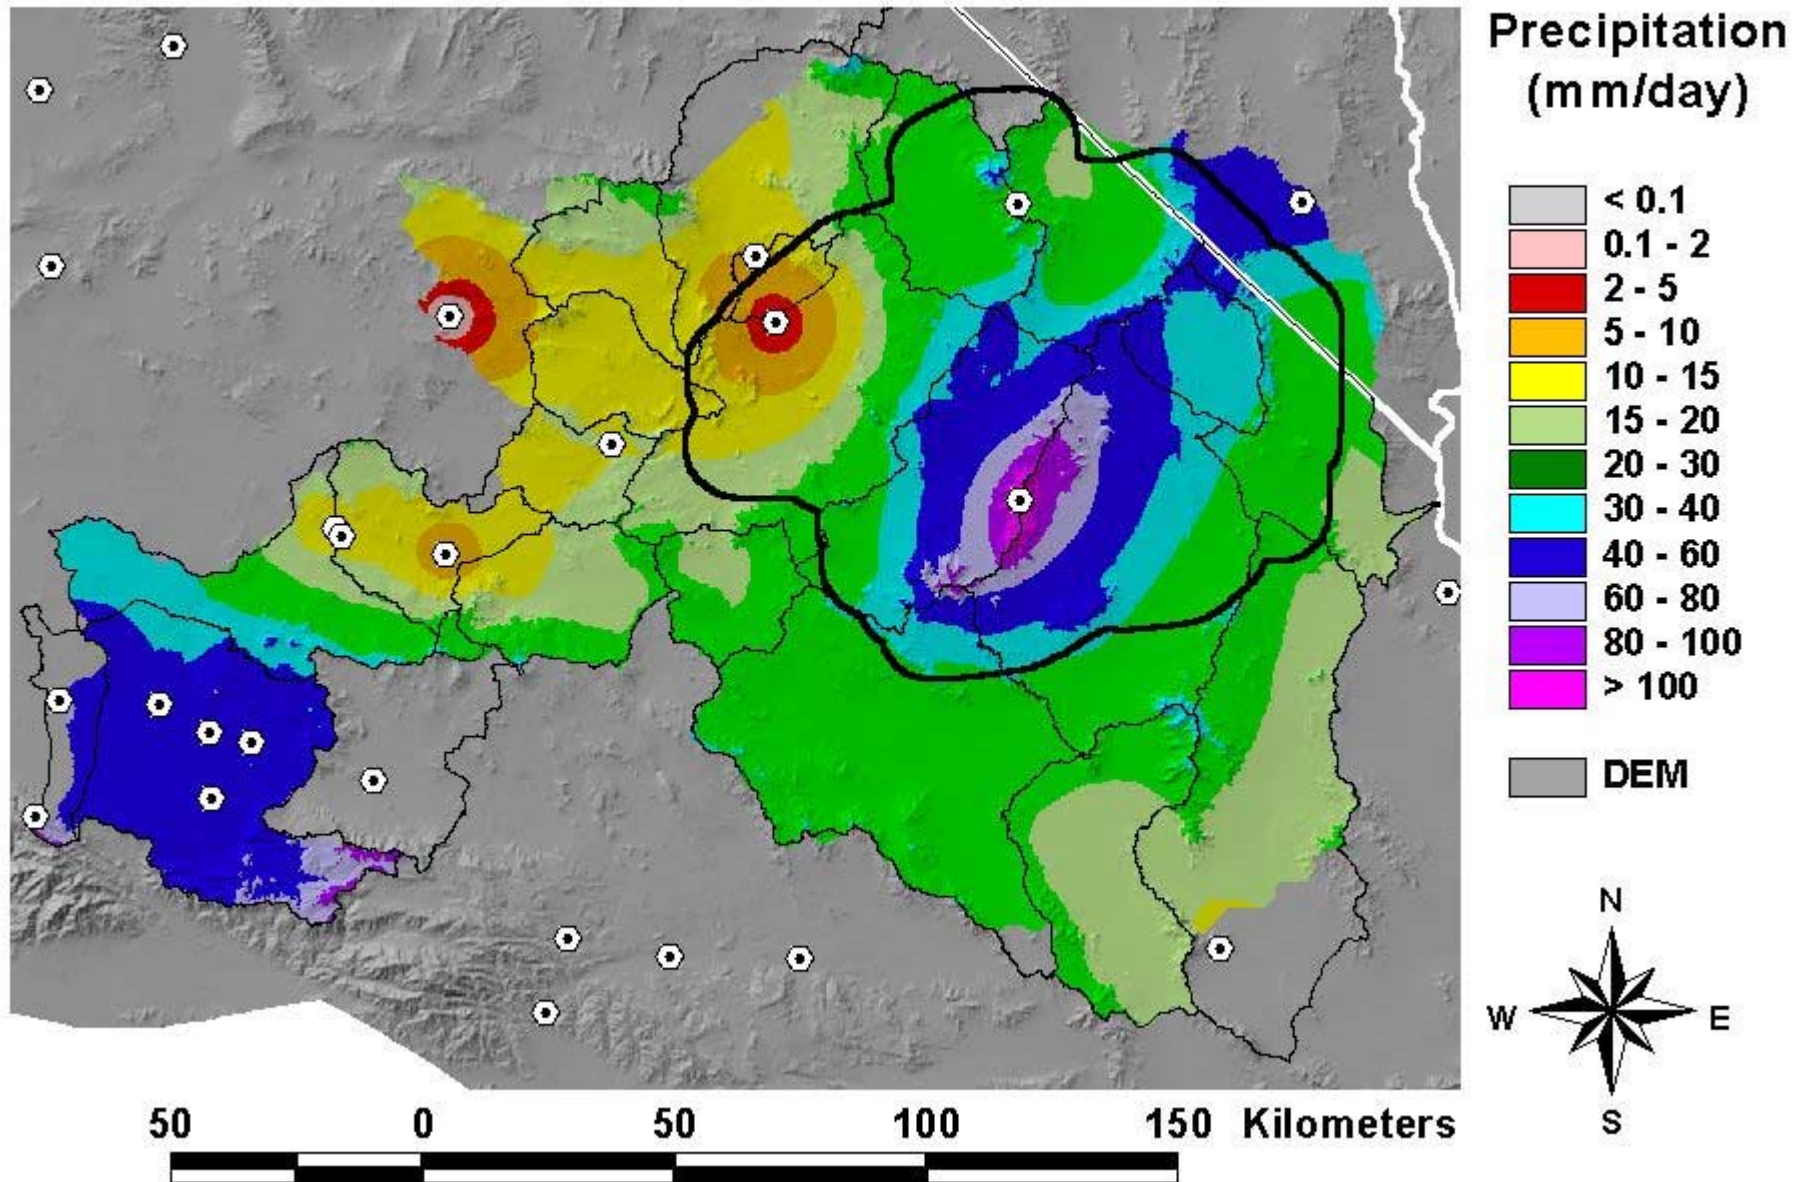 Precipitation
(mm/day)
< 0.1
0.1 - 2
2 - 5
5 - 10
10 - 15
15 - 20
20 - 30
30 - 40
40 - 60
60 - 80
80 - 100
> 100
DEM
N
W E
S
50 0 50 100 150 Kilometers